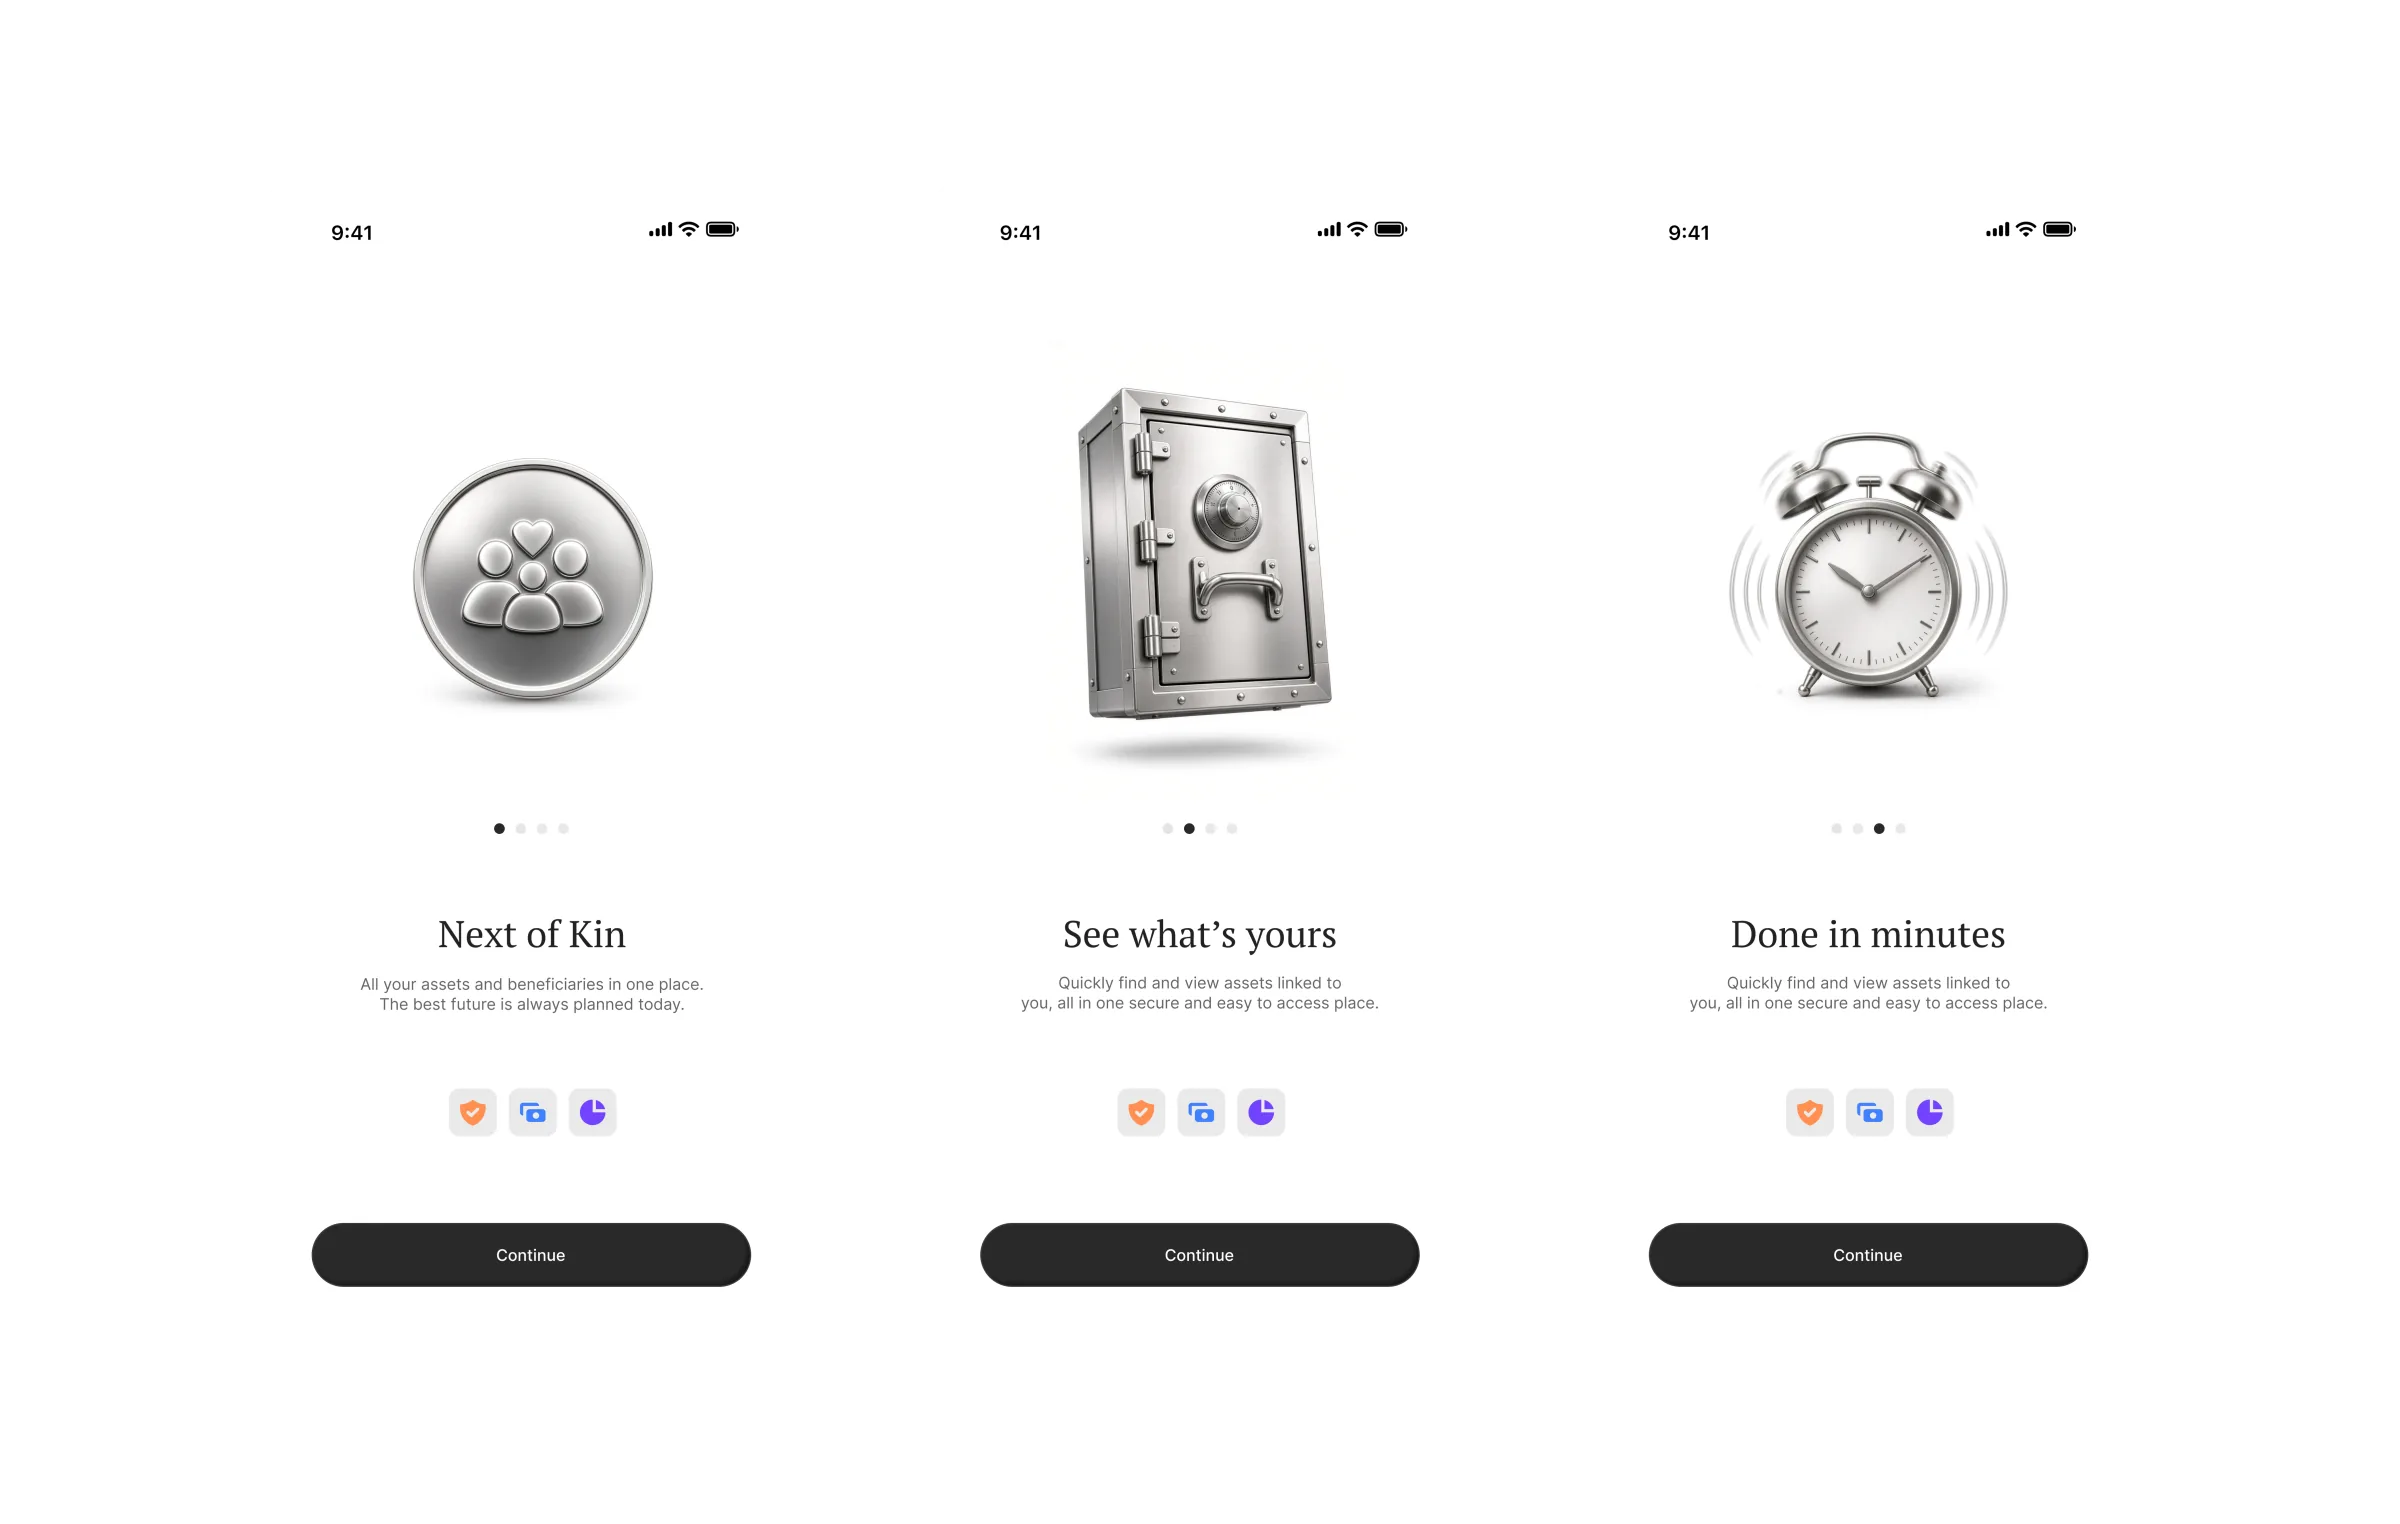 9:41
Next of Kin
All your assets and beneficiaries in one place.
The best future is always planned today.
Continue
9:41
See what’s yours
Quickly find and view assets linked to
you, all in one secure and easy to access place.
Continue
9:41
Done in minutes
Quickly find and view assets linked to
you, all in one secure and easy to access place.
Continue